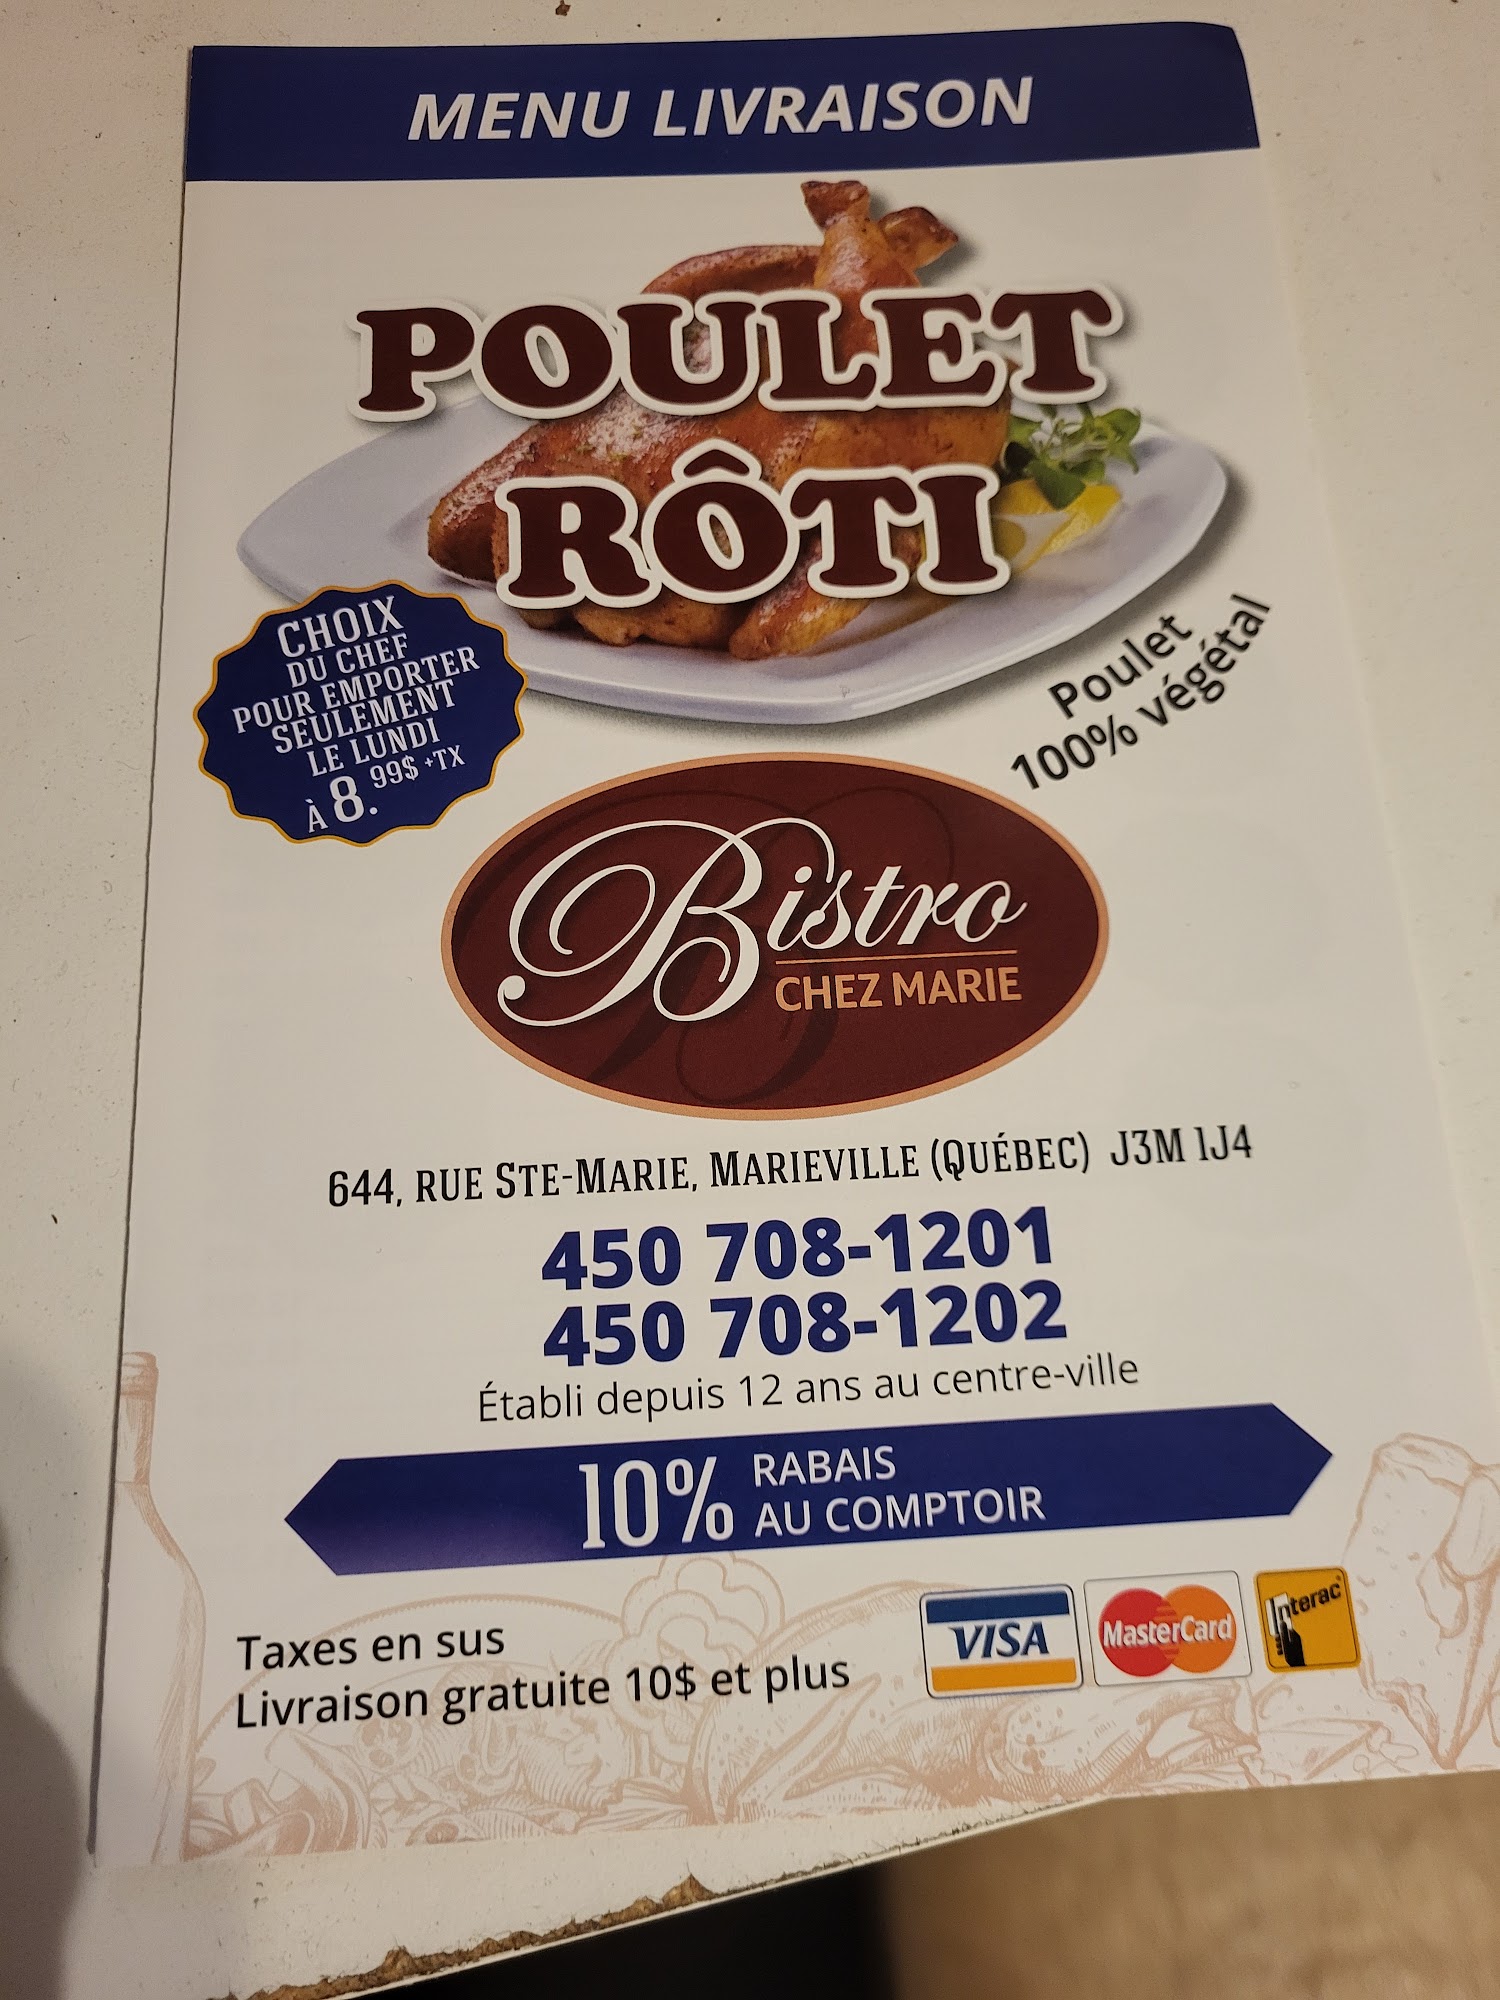 MENU LIVRAISON
POULET
RÔTI
CHOIX
DU CHEF
POUR EMPORTER
SEULEMENT
LE LUNDI
À 8.99$ +TX
Poulet
100% végétal
Bistro
CHEZ MARIE
644, RUE STE-MARIE, MARIEVILLE (QUÉBEC) J3M 1J4
450 708-1201
450 708-1202
Établi depuis 12 ans au centre-ville
10% RABAIS
AU COMPTOIR
Taxes en sus
Livraison gratuite 10$ et plus
VISA
MasterCard
Interac